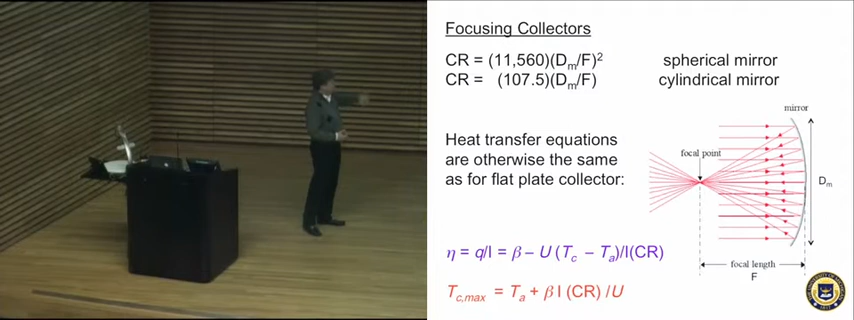 Focusing Collectors
CR = (11,560)(Dm/F)² spherical mirror
CR = (107.5)(Dm/F) cylindrical mirror
mirror
Heat transfer equations
are otherwise the same
as for flat plate collector:
focal point
Dm
η = q/I = β – U (Tc – Ta)/I(CR)
focal length
F
Tc,max = Ta + β I (CR) /U